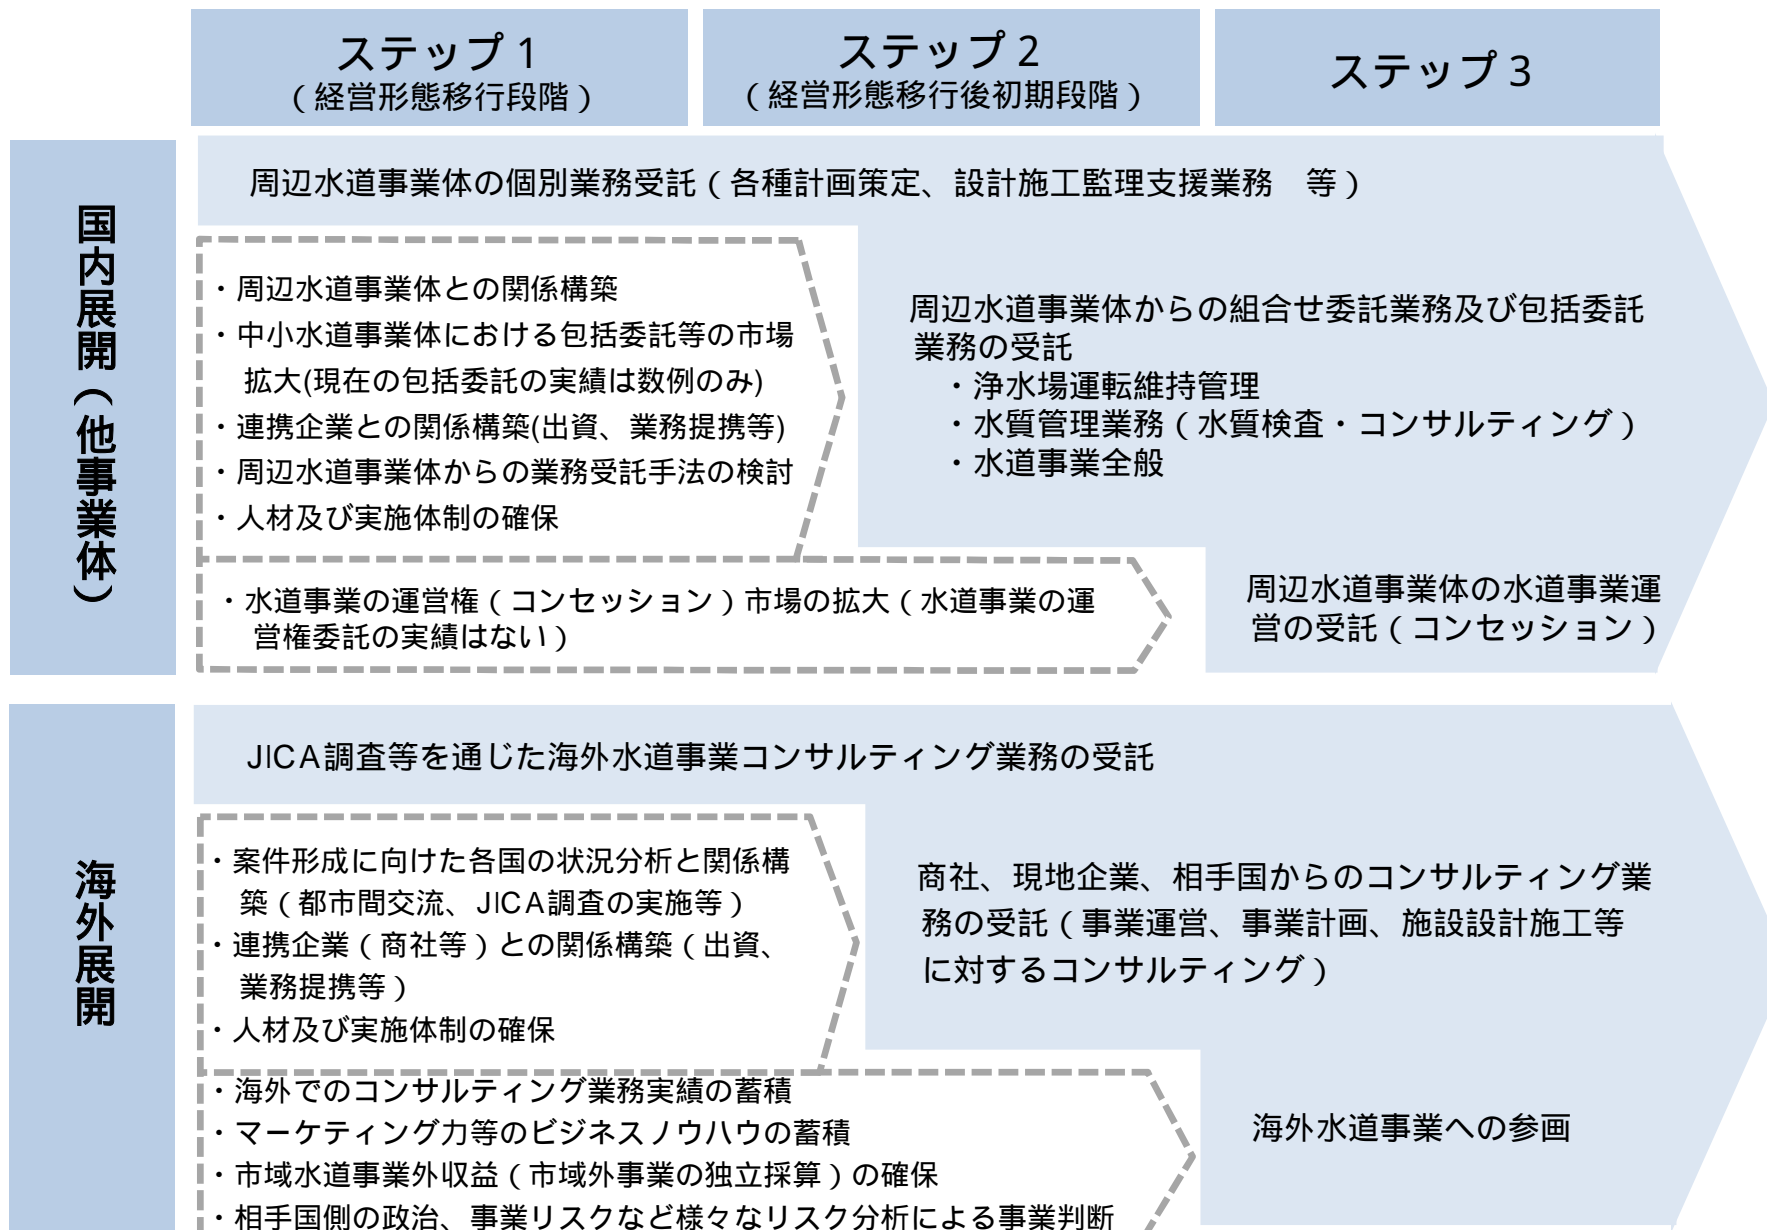 ステップ１
（経営形態移行段階）
ステップ２
（経営形態移行後初期段階）
ステップ３
国内展開（他事業体）
周辺水道事業体の個別業務受託（各種計画策定、設計施工監理支援業務　等）
・周辺水道事業体との関係構築
・中小水道事業体における包括委託等の市場
拡大(現在の包括委託の実績は数例のみ)
・連携企業との関係構築(出資、業務提携等)
・周辺水道事業体からの業務受託手法の検討
・人材及び実施体制の確保
周辺水道事業体からの組合せ委託業務及び包括委託
業務の受託
・浄水場運転維持管理
・水質管理業務（水質検査・コンサルティング）
・水道事業全般
・水道事業の運営権（コンセッション）市場の拡大（水道事業の運
営権委託の実績はない）
周辺水道事業体の水道事業運
営の受託（コンセッション）
海外展開
JICA調査等を通じた海外水道事業コンサルティング業務の受託
・案件形成に向けた各国の状況分析と関係構
築（都市間交流、JICA調査の実施等）
・連携企業（商社等）との関係構築（出資、
業務提携等）
・人材及び実施体制の確保
商社、現地企業、相手国からのコンサルティング業
務の受託（事業運営、事業計画、施設設計施工等
に対するコンサルティング）
・海外でのコンサルティング業務実績の蓄積
・マーケティング力等のビジネスノウハウの蓄積
・市域水道事業外収益（市域外事業の独立採算）の確保
・相手国側の政治、事業リスクなど様々なリスク分析による事業判断
海外水道事業への参画